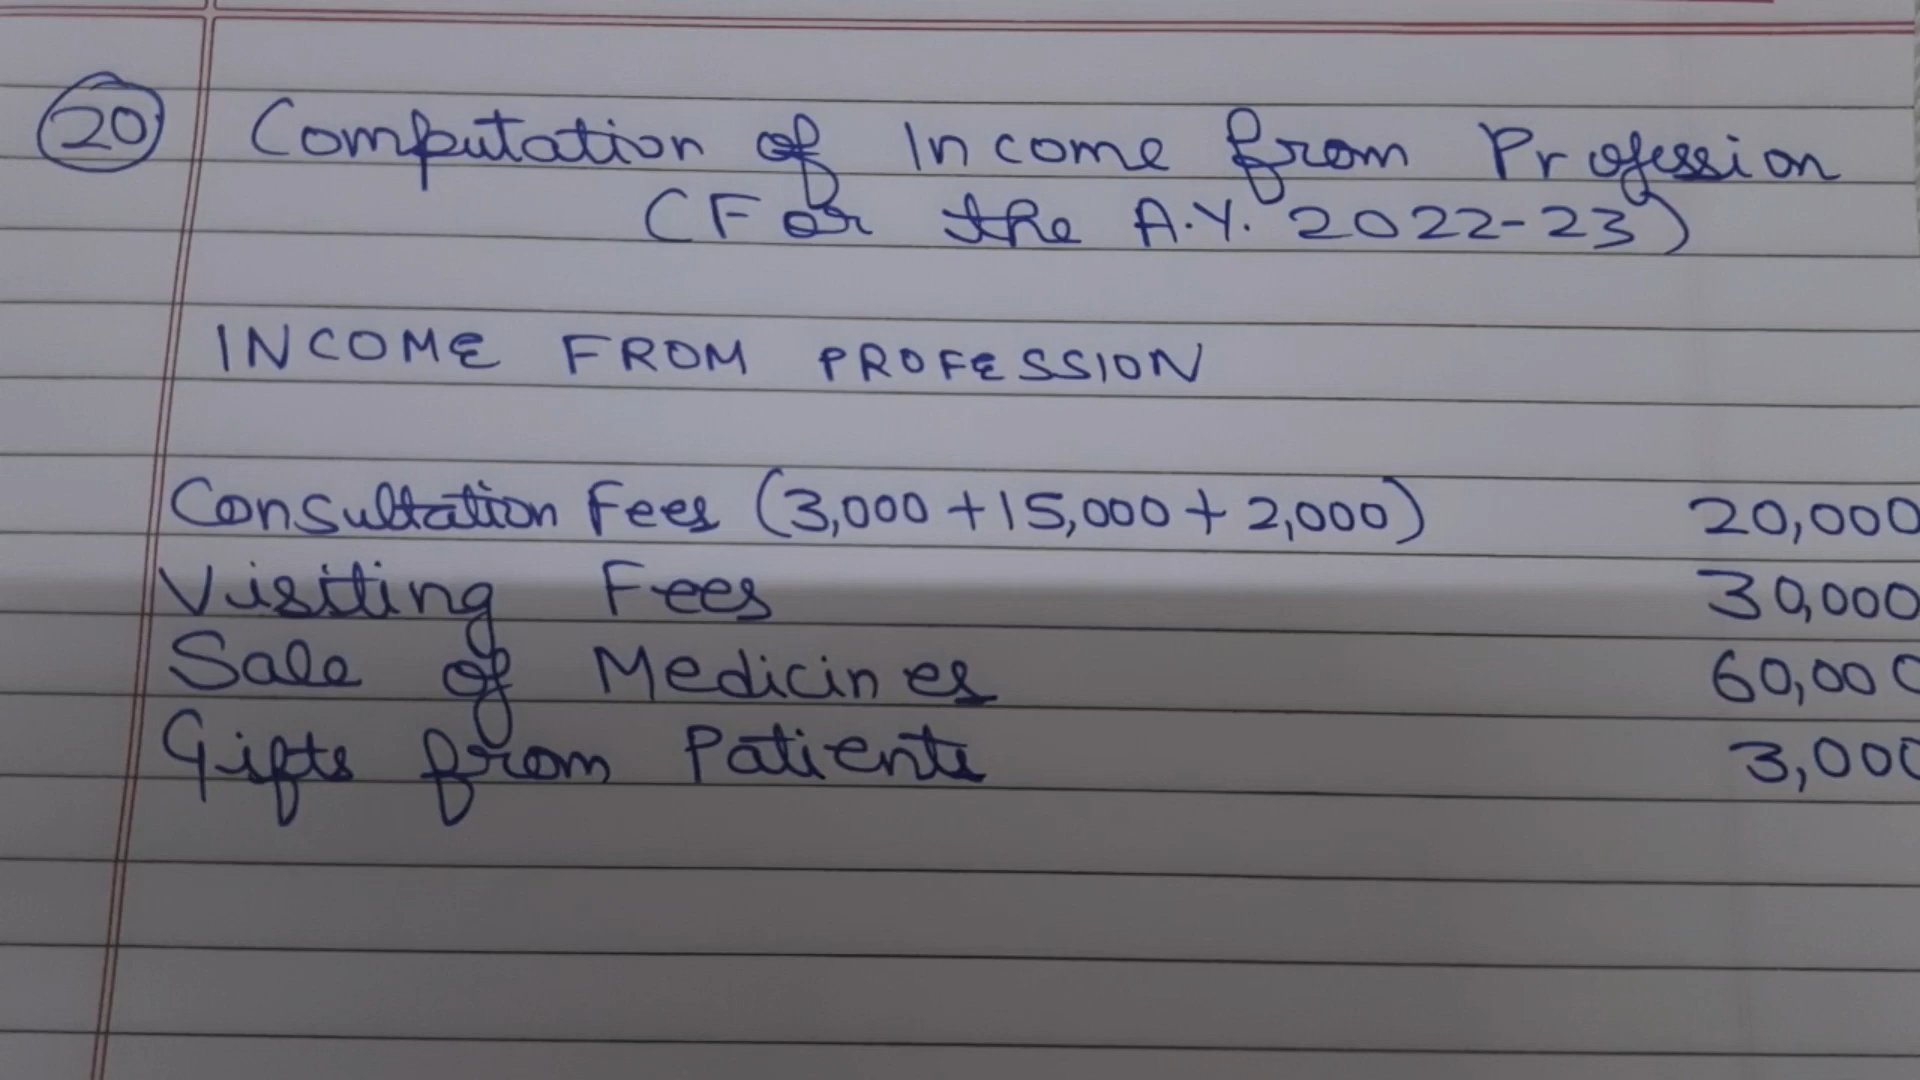 20 Computation of Income from Profession
(For the A.Y. 2022-23)
INCOME FROM PROFESSION
Consultation Fees (3,000+15,000+2,000) 20,000
Visiting Fees 30,000
Sale of Medicines 60,000
Gifts from Patients 3,000